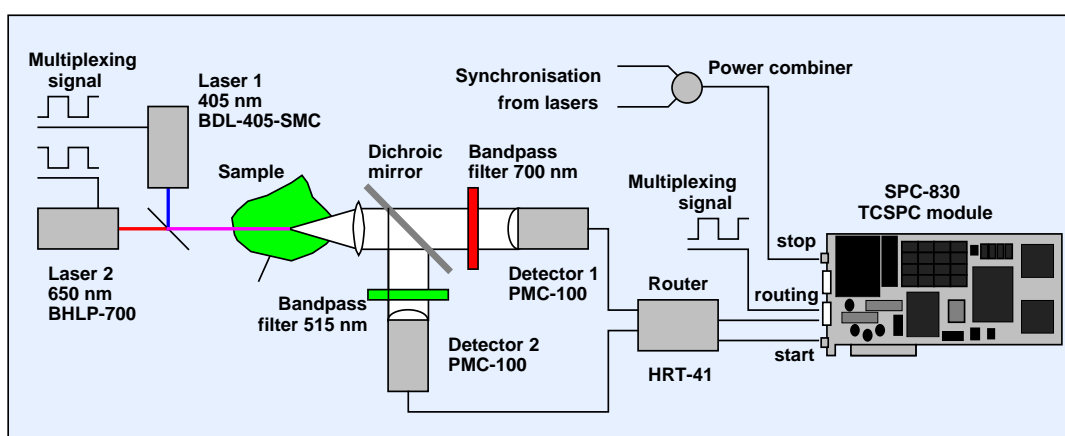 Multiplexing
signal
Laser 1
405 nm
BDL-405-SMC
Laser 2
650 nm
BHLP-700
Sample
Dichroic
mirror
Bandpass
filter 700 nm
Bandpass
filter 515 nm
Detector 1
PMC-100
Detector 2
PMC-100
Synchronisation
from lasers
Power combiner
Multiplexing
signal
Router
HRT-41
SPC-830
TCSPC module
stop
routing
start